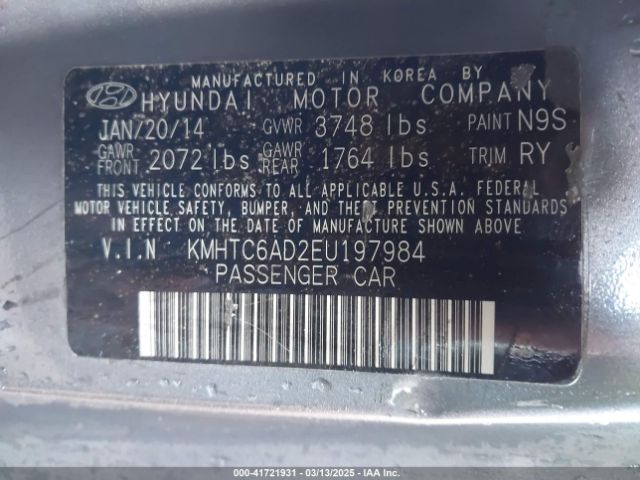 MANUFACTURED IN KOREA BY
HYUNDAI MOTOR COMPANY
JAN/20/14 GVWR 3748 lbs PAINT N9S
GAWR FRONT 2072 lbs GAWR REAR 1764 lbs TRIM RY
THIS VEHICLE CONFORMS TO ALL APPLICABLE U.S.A. FEDERAL
MOTOR VEHICLE SAFETY, BUMPER, AND THEFT PREVENTION STANDARDS
IN EFFECT ON THE DATE OF MANUFACTURE SHOWN ABOVE.
V.I.N KMHTC6AD2EU197984
PASSENGER CAR
000-41721931 - 03/13/2025 - IAA Inc.